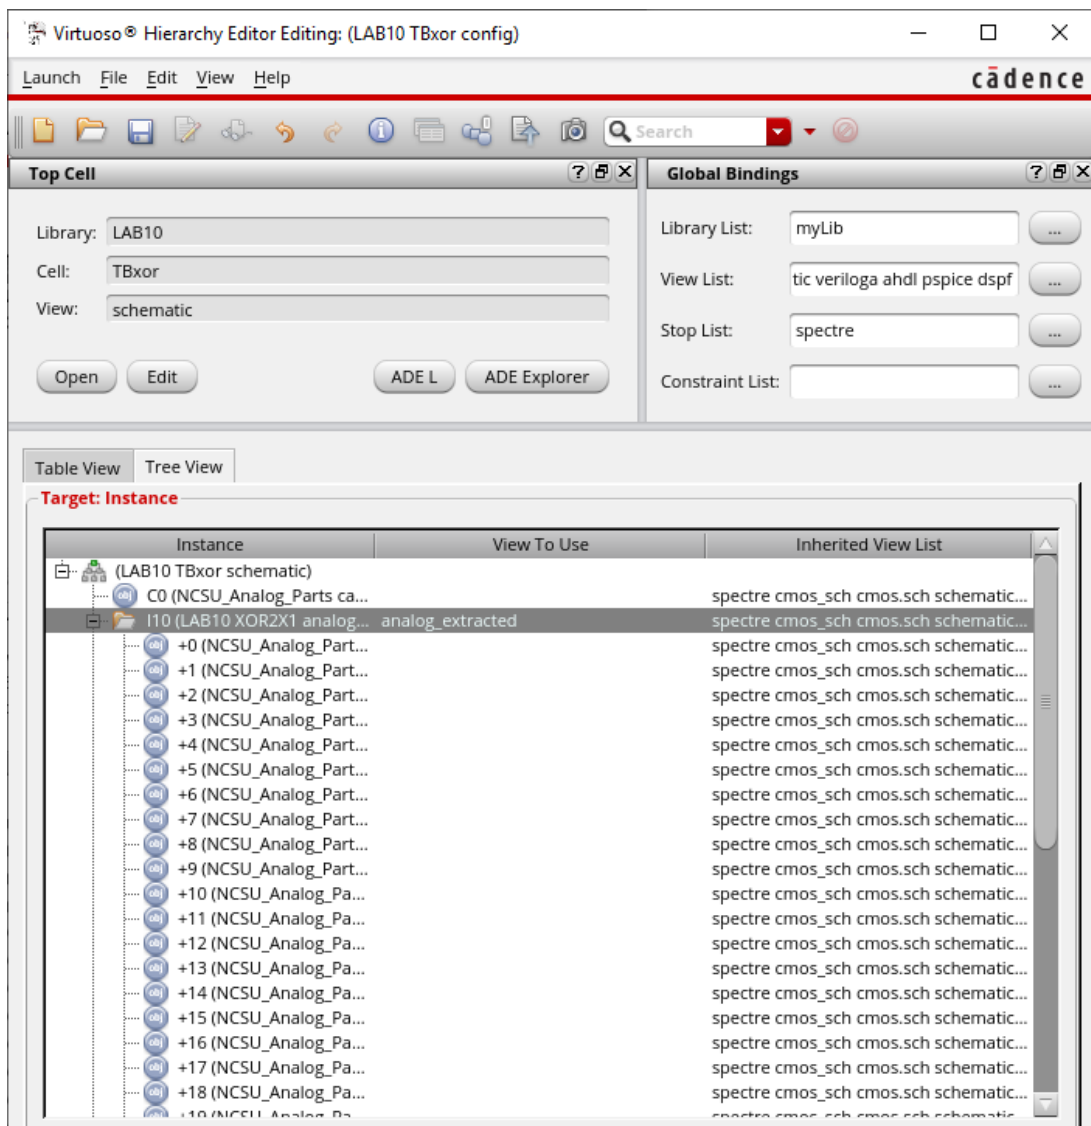 Virtuoso® Hierarchy Editor Editing: (LAB10 TBxor config)
Launch File Edit View Help
cādence
Search
Top Cell
Library: LAB10
Cell: TBxor
View: schematic
Open Edit ADE L ADE Explorer
Global Bindings
Library List: myLib ...
View List: tic veriloga ahdl pspice dspf ...
Stop List: spectre ...
Constraint List: ...
Table View Tree View
Target: Instance
Instance View To Use Inherited View List
(LAB10 TBxor schematic)
C0 (NCSU_Analog_Parts ca... spectre cmos_sch cmos.sch schematic...
I10 (LAB10 XOR2X1 analog... analog_extracted spectre cmos_sch cmos.sch schematic...
+0 (NCSU_Analog_Part... spectre cmos_sch cmos.sch schematic...
+1 (NCSU_Analog_Part... spectre cmos_sch cmos.sch schematic...
+2 (NCSU_Analog_Part... spectre cmos_sch cmos.sch schematic...
+3 (NCSU_Analog_Part... spectre cmos_sch cmos.sch schematic...
+4 (NCSU_Analog_Part... spectre cmos_sch cmos.sch schematic...
+5 (NCSU_Analog_Part... spectre cmos_sch cmos.sch schematic...
+6 (NCSU_Analog_Part... spectre cmos_sch cmos.sch schematic...
+7 (NCSU_Analog_Part... spectre cmos_sch cmos.sch schematic...
+8 (NCSU_Analog_Part... spectre cmos_sch cmos.sch schematic...
+9 (NCSU_Analog_Part... spectre cmos_sch cmos.sch schematic...
+10 (NCSU_Analog_Pa... spectre cmos_sch cmos.sch schematic...
+11 (NCSU_Analog_Pa... spectre cmos_sch cmos.sch schematic...
+12 (NCSU_Analog_Pa... spectre cmos_sch cmos.sch schematic...
+13 (NCSU_Analog_Pa... spectre cmos_sch cmos.sch schematic...
+14 (NCSU_Analog_Pa... spectre cmos_sch cmos.sch schematic...
+15 (NCSU_Analog_Pa... spectre cmos_sch cmos.sch schematic...
+16 (NCSU_Analog_Pa... spectre cmos_sch cmos.sch schematic...
+17 (NCSU_Analog_Pa... spectre cmos_sch cmos.sch schematic...
+18 (NCSU_Analog_Pa... spectre cmos_sch cmos.sch schematic...